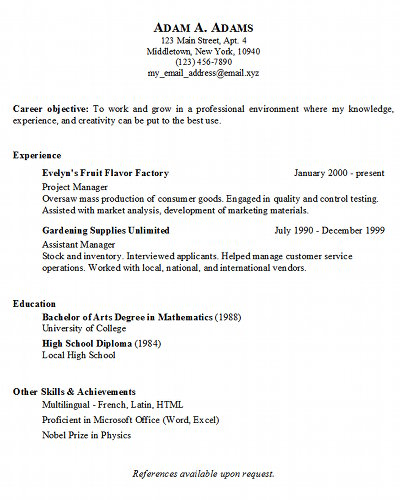 ADAM A. ADAMS
123 Main Street, Apt. 4
Middletown, New York, 10940
(123) 456-7890
my_email_address@email.xyz
Career objective: To work and grow in a professional environment where my knowledge,
experience, and creativity can be put to the best use.
Experience
Evelyn's Fruit Flavor Factory January 2000 - present
Project Manager
Oversaw mass production of consumer goods. Engaged in quality and control testing.
Assisted with market analysis, development of marketing materials.
Gardening Supplies Unlimited July 1990 - December 1999
Assistant Manager
Stock and inventory. Interviewed applicants. Helped manage customer service
operations. Worked with local, national, and international vendors.
Education
Bachelor of Arts Degree in Mathematics (1988)
University of College
High School Diploma (1984)
Local High School
Other Skills & Achievements
Multilingual - French, Latin, HTML
Proficient in Microsoft Office (Word, Excel)
Nobel Prize in Physics
References available upon request.